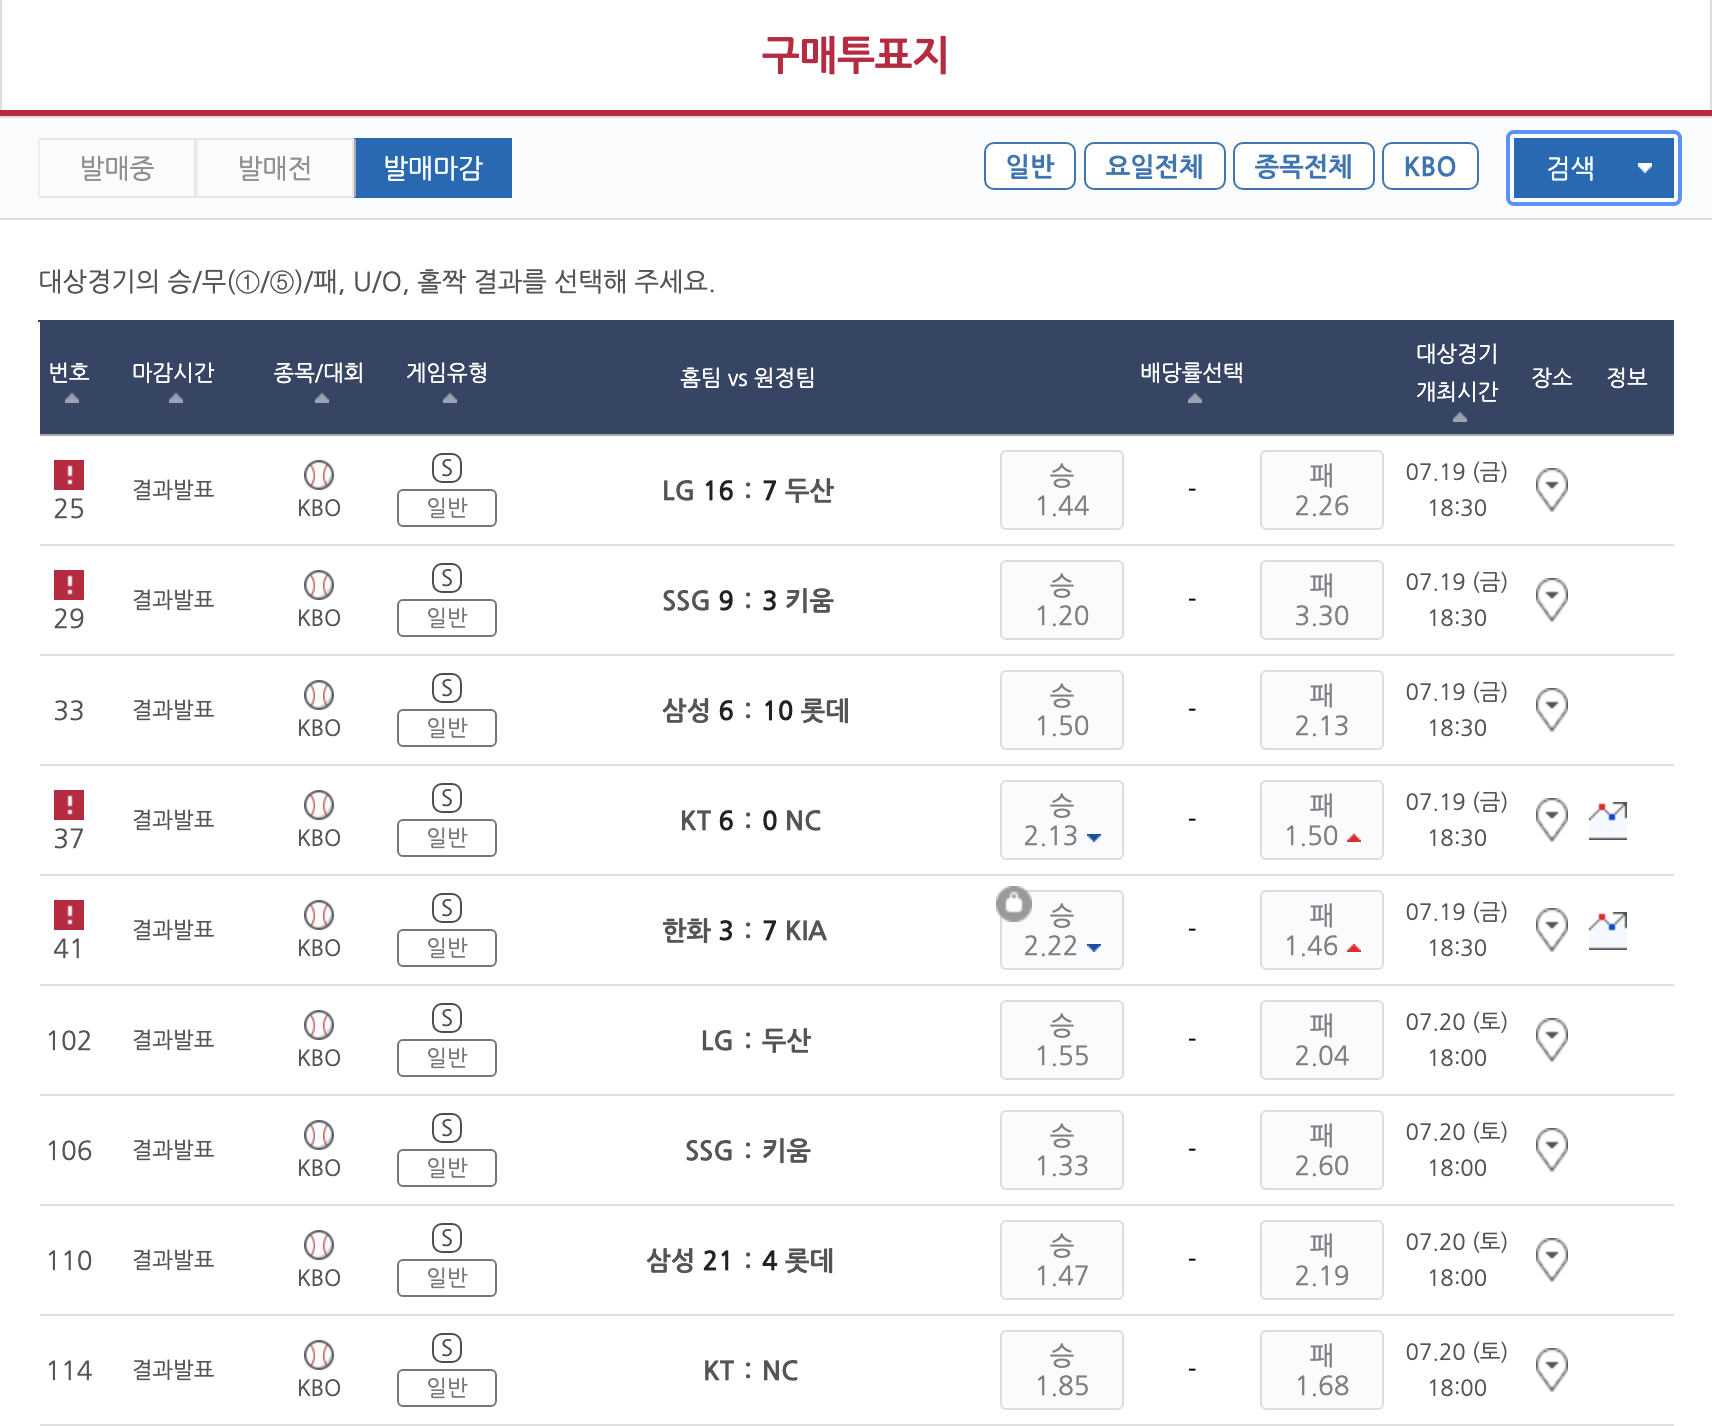 구매투표지
발매중 발매전 발매마감 일반 요일전체 종목전체 KBO 검색
대상경기의 승/무(①/⑤)/패, U/O, 홀짝 결과를 선택해 주세요.
번호 마감시간 종목/대회 게임유형 홈팀 vs 원정팀 배당률선택 대상경기 개최시간 장소 정보
! S 승 패 07.19 (금)
25 결과발표 KBO 일반 LG 16 : 7 두산 1.44 - 2.26 18:30
! S 승 패 07.19 (금)
29 결과발표 KBO 일반 SSG 9 : 3 키움 1.20 - 3.30 18:30
S 승 패 07.19 (금)
33 결과발표 KBO 일반 삼성 6 : 10 롯데 1.50 - 2.13 18:30
! S 승 패 07.19 (금)
37 결과발표 KBO 일반 KT 6 : 0 NC 2.13 - 1.50 18:30
! S 승 패 07.19 (금)
41 결과발표 KBO 일반 한화 3 : 7 KIA 2.22 - 1.46 18:30
S 승 패 07.20 (토)
102 결과발표 KBO 일반 LG : 두산 1.55 - 2.04 18:00
S 승 패 07.20 (토)
106 결과발표 KBO 일반 SSG : 키움 1.33 - 2.60 18:00
S 승 패 07.20 (토)
110 결과발표 KBO 일반 삼성 21 : 4 롯데 1.47 - 2.19 18:00
S 승 패 07.20 (토)
114 결과발표 KBO 일반 KT : NC 1.85 - 1.68 18:00